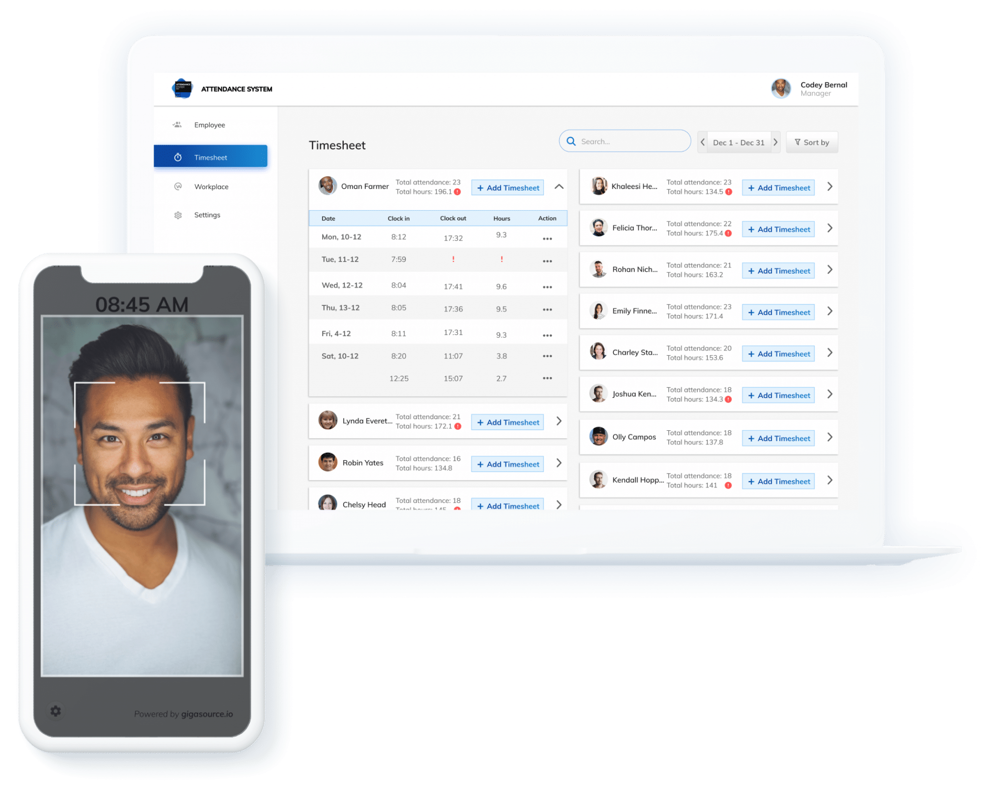 ATTENDANCE SYSTEM
Codey Bernal
Manager
Employee
Timesheet
Workplace
Settings
Timesheet
Search...
Dec 1 - Dec 31
Sort by
Oman Farmer
Total attendance: 23
Total hours: 196.1 !
+ Add Timesheet
Date Clock in Clock out Hours Action
Mon, 10-12 8:12 17:32 9.3 •••
Tue, 11-12 7:59 ! ! •••
Wed, 12-12 8:04 17:41 9.6 •••
Thu, 13-12 8:05 17:36 9.5 •••
Fri, 4-12 8:11 17:31 9.3 •••
Sat, 10-12 8:20 11:07 3.8 •••
12:25 15:07 2.7 •••
Lynda Everet...
Total attendance: 21
Total hours: 172.1 !
+ Add Timesheet
Robin Yates
Total attendance: 16
Total hours: 134.8
+ Add Timesheet
Chelsy Head
Total attendance: 18
Total hours: 145 !
+ Add Timesheet
Khaleesi He...
Total attendance: 23
Total hours: 134.5 !
+ Add Timesheet
Felicia Thor...
Total attendance: 22
Total hours: 175.4 !
+ Add Timesheet
Rohan Nich...
Total attendance: 21
Total hours: 163.2
+ Add Timesheet
Emily Finne...
Total attendance: 23
Total hours: 171.4
+ Add Timesheet
Charley Sta...
Total attendance: 20
Total hours: 153.6
+ Add Timesheet
Joshua Ken...
Total attendance: 18
Total hours: 134.3 !
+ Add Timesheet
Olly Campos
Total attendance: 18
Total hours: 137.8
+ Add Timesheet
Kendall Hopp...
Total attendance: 18
Total hours: 141 !
+ Add Timesheet
08:45 AM
Powered by gigasource.io